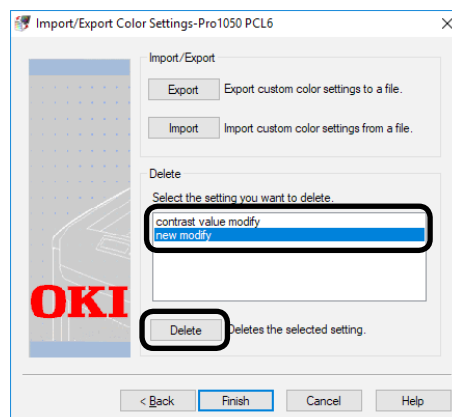 Import/Export Color Settings-Pro1050 PCL6
Import/Export
Export Export custom color settings to a file.
Import Import custom color settings from a file.
Delete
Select the setting you want to delete.
contrast value modify
new modify
OKI
Delete Deletes the selected setting.
< Back Finish Cancel Help